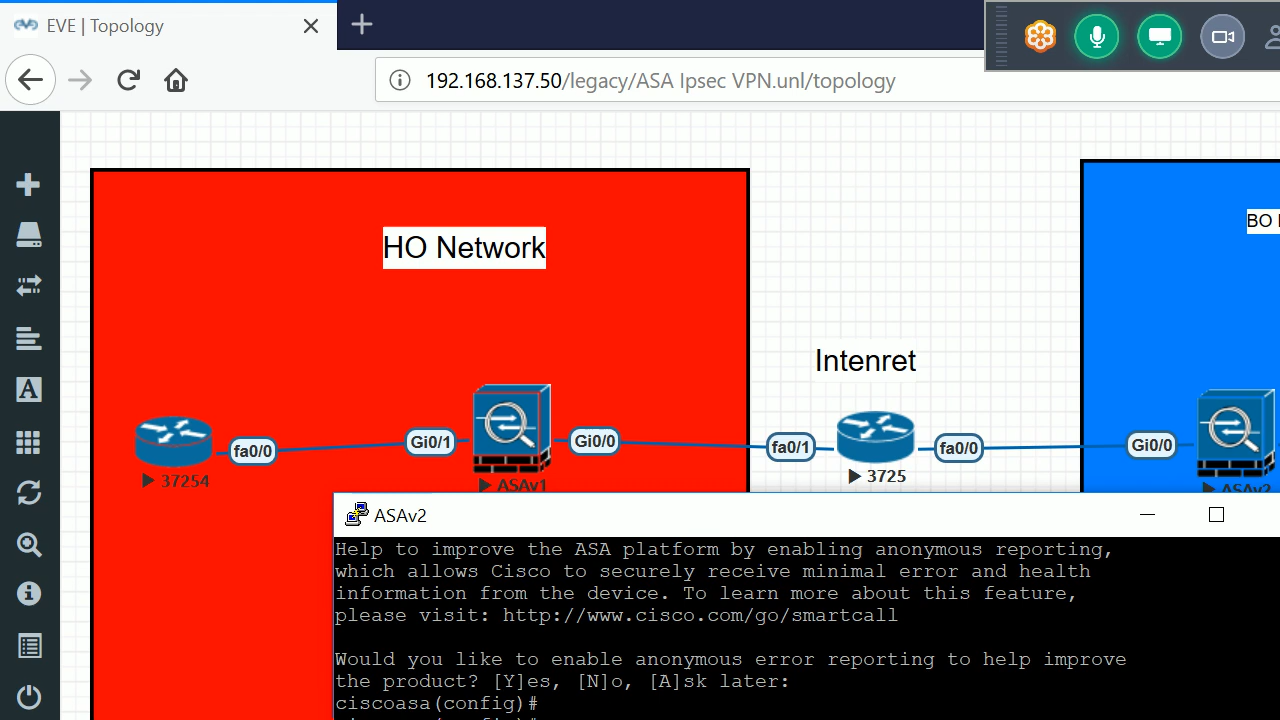 EVE | Topology
192.168.137.50/legacy/ASA Ipsec VPN.unl/topology
HO Network
BO
Intenret
fa0/0
Gi0/1
Gi0/0
fa0/1
fa0/0
Gi0/0
37254
ASAv1
3725
ASAv2
ASAv2
Help to improve the ASA platform by enabling anonymous reporting,
which allows Cisco to securely receive minimal error and health
information from the device. To learn more about this feature,
please visit: http://www.cisco.com/go/smartcall
Would you like to enable anonymous error reporting to help improve
the product? [Y]es, [N]o, [A]sk later:
ciscoasa(config)#